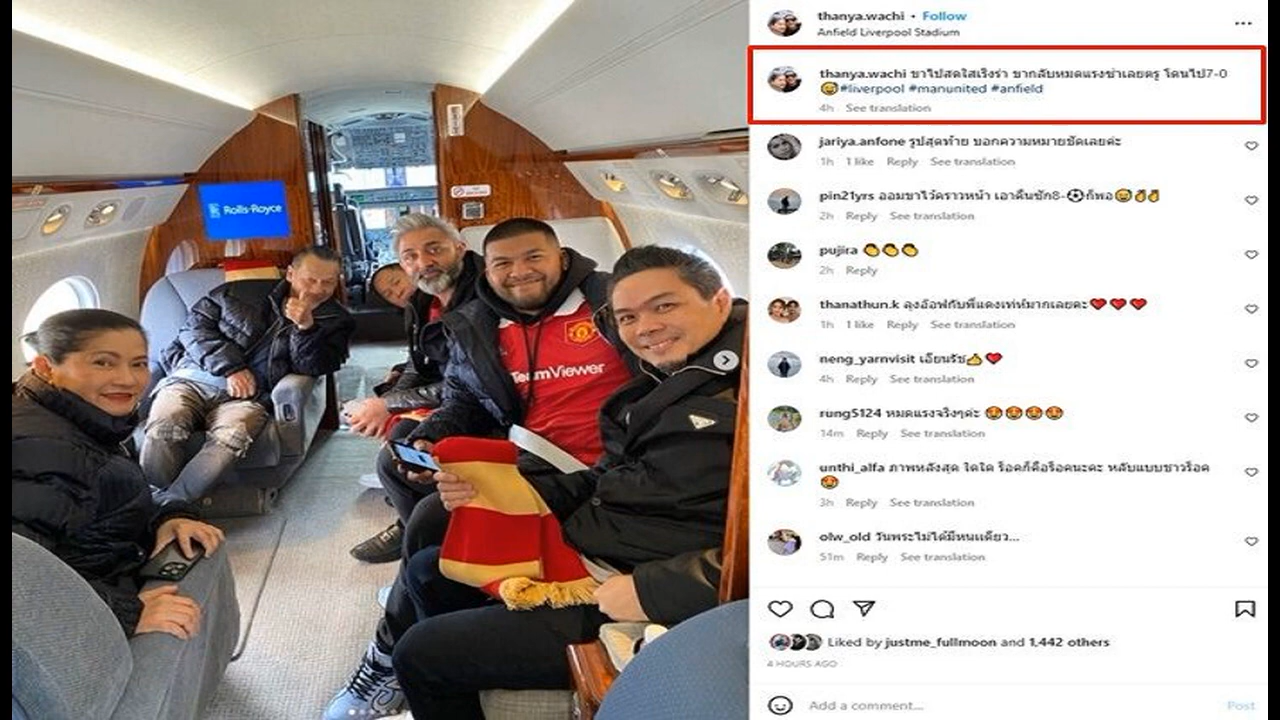 Rolls-Royce
TeamViewer
thanya.wachi • Follow
Anfield Liverpool Stadium
thanya.wachi ขาไปสดใสเริงร่า ขากลับหมดแรงซ้าเลยครู โดนไป7-0
😅#liverpool #manunited #anfield
4h See translation
jariya.anfone รูปสุดท้าย บอกความหมายชัดเลยค่ะ
1h 1 like Reply See translation
pin21yrs ออมขาไว้คราวหน้า เอาคืนซัก8-⚽ก็พอ😅✌✌
2h Reply See translation
pujira 👏👏👏
2h Reply
thanathun.k ลุงอ๊อฟกับพี่แดงเท่ห์มากเลยคะ❤️❤️❤️
1h 1 like Reply See translation
neng_yarnvisit เอียนรัช👍❤️
4h Reply See translation
rung5124 หมดแรงจริงๆค่ะ 🥵🥵🥵🥵
14m Reply See translation
unthi_alfa ภาพหลังสุด ใดใด ร็อคก็คือร็อคนะคะ หลับแบบชาวร็อค
🥵
3h Reply See translation
olw_old วันพระไม่ได้มีหนเดียว...
51m Reply See translation
Liked by justme_fullmoon and 1,442 others
4 HOURS AGO
Add a comment...
Post